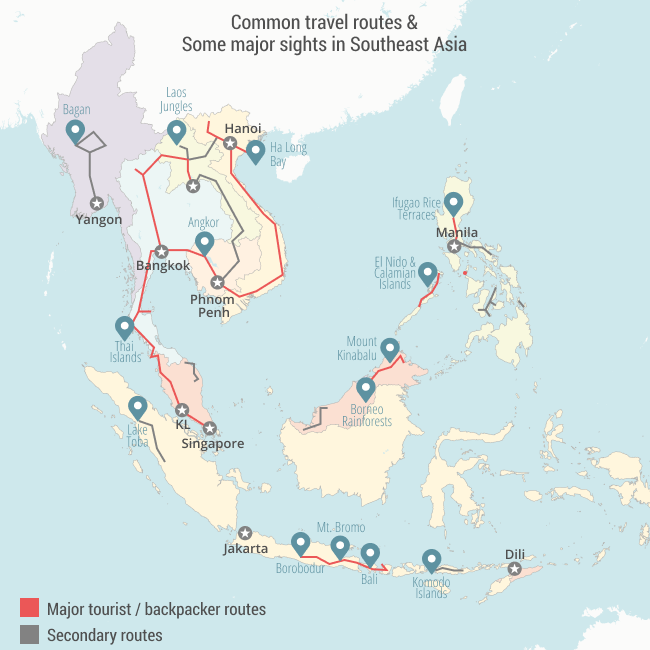 Common travel routes &
Some major sights in Southeast Asia
Laos
Jungles
Bagan
Hanoi
Ha Long
Bay
Yangon
Angkor
Bangkok
Phnom
Penh
Ifugao Rice
Terraces
Manila
El Nido &
Calamian
Islands
Thai
Islands
Mount
Kinabalu
Borneo
Rainforests
KL
Singapore
Lake
Toba
Jakarta
Mt. Bromo
Borobodur
Bali
Komodo
Islands
Dili
Major tourist / backpacker routes
Secondary routes